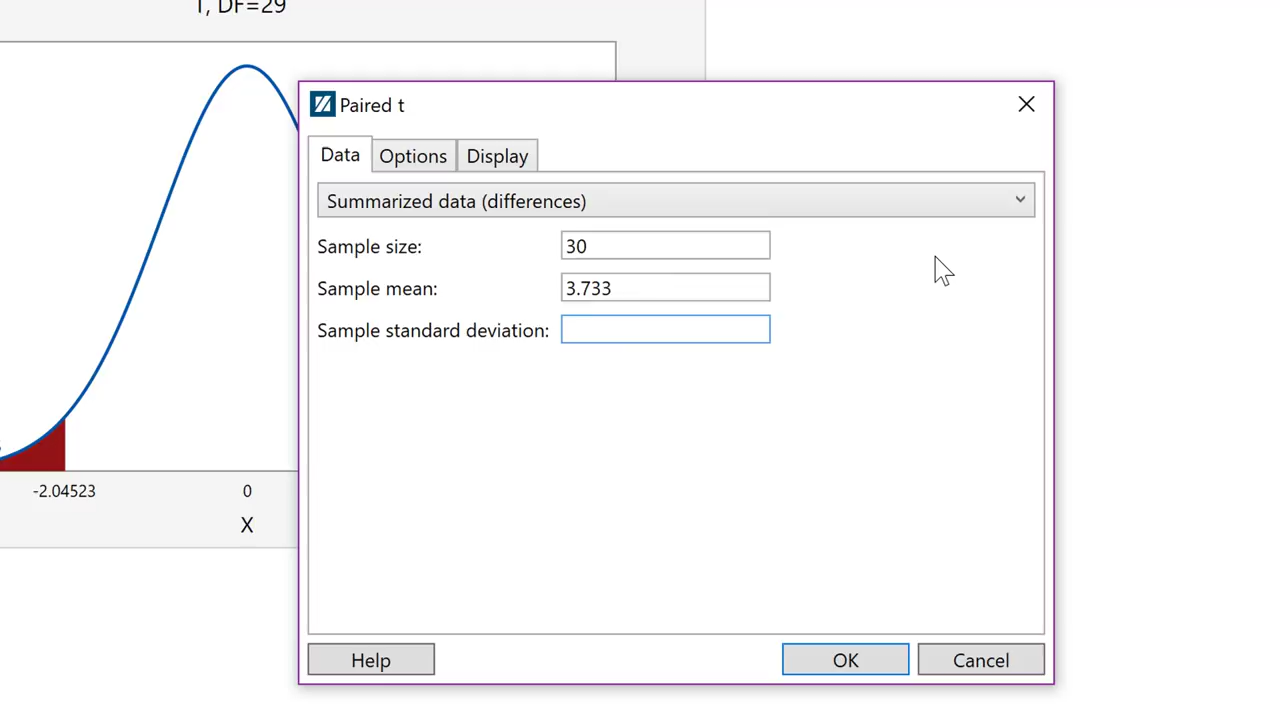 T, DF=29
Paired t
Data
Options
Display
Summarized data (differences)
Sample size:
30
Sample mean:
3.733
Sample standard deviation:
-2.04523
0
X
Help
OK
Cancel